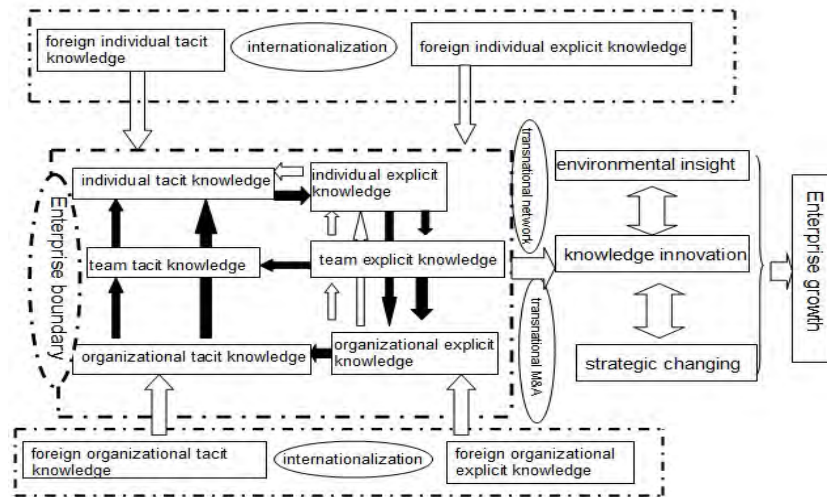 foreign individual tacit
knowledge
internationalization
foreign individual explicit knowledge
individual tacit knowledge
individual explicit
knowledge
team tacit knowledge
team explicit knowledge
organizational tacit knowledge
organizational explicit
knowledge
Enterprise boundary
transnational network
transnational M&A
environmental insight
knowledge innovation
strategic changing
Enterprise growth
foreign organizational tacit
knowledge
internationalization
foreign organizational
explicit knowledge